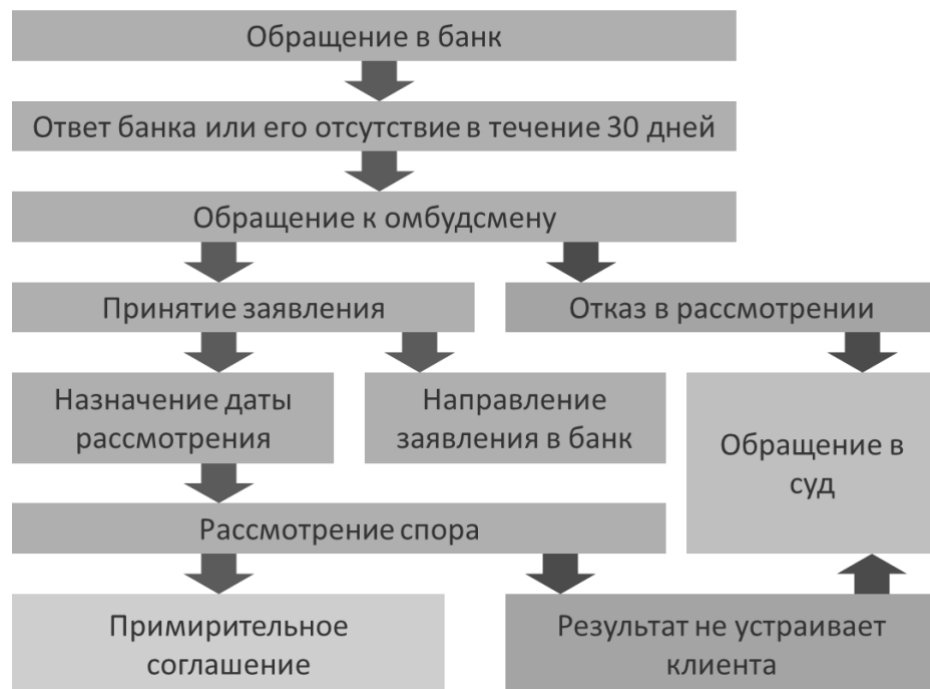 Обращение в банк
Ответ банка или его отсутствие в течение 30 дней
Обращение к омбудсмену
Принятие заявления
Отказ в рассмотрении
Назначение даты
рассмотрения
Направление
заявления в банк
Обращение в
суд
Рассмотрение спора
Примирительное
соглашение
Результат не устраивает
клиента